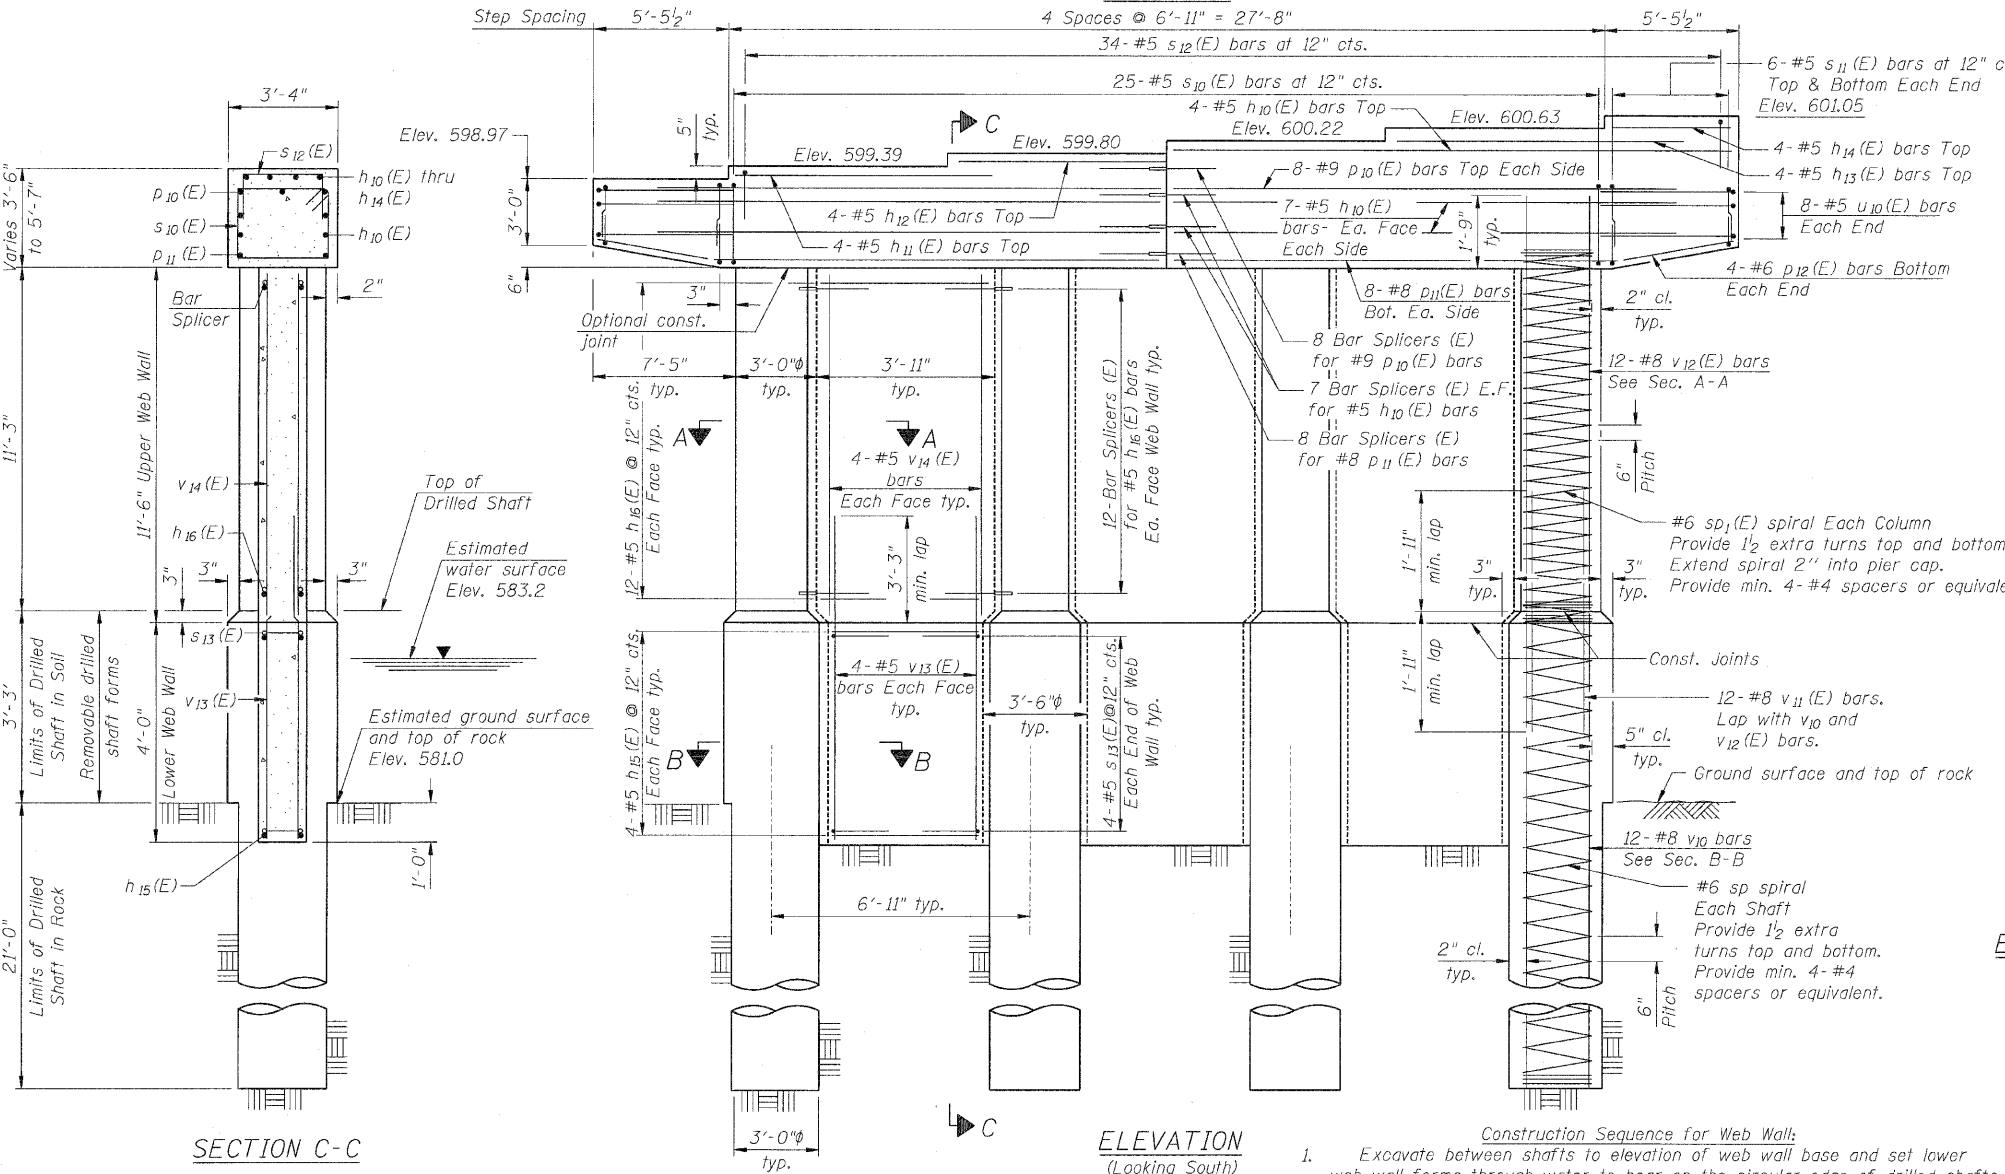 Step Spacing
5'-5½"
4 Spaces @ 6'-11" = 27'-8"
5'-5½"
34-#5 s12(E) bars at 12" cts.
25-#5 s10(E) bars at 12" cts.
6-#5 s11(E) bars at 12" c
Top & Bottom Each End
Elev. 601.05
4-#5 h10(E) bars Top
Elev. 600.22
Elev. 600.63
C
5"
typ.
Elev. 598.97
Elev. 599.39
Elev. 599.80
3'-4"
s12(E)
h10(E) thru
h14(E)
p10(E)
s10(E)
h10(E)
p11(E)
Varies 3'-6"
to 5'-7"
4-#5 h14(E) bars Top
4-#5 h13(E) bars Top
8-#9 p10(E) bars Top Each Side
7-#5 h10(E)
bars- Ea. Face
Each Side
1'-9"
typ.
8-#5 u10(E) bars
Each End
3'-0"
6"
4-#5 h12(E) bars Top
4-#5 h11(E) bars Top
4-#6 p12(E) bars Bottom
Each End
8-#8 p11(E) bars
Bot. Ea. Side
2" cl.
typ.
Bar
Splicer
2"
3"
Optional const.
joint
7'-5"
typ.
3'-0"ϕ
typ.
3'-11"
typ.
8 Bar Splicers (E)
for #9 p10(E) bars
7 Bar Splicers (E) E.F.
for #5 h10(E) bars
8 Bar Splicers (E)
for #8 p11(E) bars
12-#8 v12(E) bars
See Sec. A-A
12-#5 h16(E) @ 12" cts.
Each Face typ.
12-Bar Splicers (E)
for #5 h16(E) bars
Ea. Face Web Wall typ.
A
A
4-#5 v14(E)
bars
Each Face typ.
3'-3"
min. lap
6"
Pitch
11'-3"
11'-6" Upper Web Wall
v14(E)
h16(E)
Top of
Drilled Shaft
Estimated
water surface
Elev. 583.2
3"
3"
3"
1'-11"
min. lap
3"
typ.
3"
typ.
#6 sp1(E) spiral Each Column
Provide 1½ extra turns top and bottom
Extend spiral 2" into pier cap.
Provide min. 4-#4 spacers or equivale
s13(E)
v13(E)
3'-3'
Limits of Drilled
Shaft in Soil
Removable drilled
shaft forms
4'-0"
Lower Web Wall
Estimated ground surface
and top of rock
Elev. 581.0
4-#5 h15(E) @ 12" cts.
Each Face typ.
4-#5 v13(E)
bars Each Face
typ.
4-#5 s13(E)@12" cts.
Each End of Web
Wall typ.
3'-6"ϕ
typ.
B
B
1'-11"
min. lap
Const. Joints
12-#8 v11(E) bars.
Lap with v10 and
v12(E) bars.
5" cl.
typ.
Ground surface and top of rock
12-#8 v10 bars
See Sec. B-B
1'-0"
h15(E)
21'-0"
Limits of Drilled
Shaft in Rock
6'-11" typ.
#6 sp spiral
Each Shaft
Provide 1½ extra
turns top and bottom.
Provide min. 4-#4
spacers or equivalent.
2" cl.
typ.
6"
Pitch
SECTION C-C
3'-0"ϕ
typ.
C
ELEVATION
(Looking South)
Construction Sequence for Web Wall:
1. Excavate between shafts to elevation of web wall base and set lower
web wall forms through water to bear on the circular edge of drilled shafts